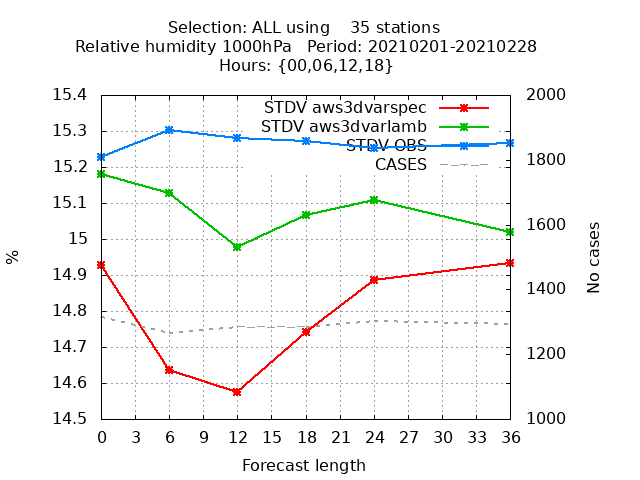 Selection: ALL using    35 stations
Relative humidity 1000hPa   Period: 20210201-20210228
Hours: {00,06,12,18}
STDV aws3dvarspec
STDV aws3dvarlamb
STDV OBS
CASES
15.4
15.3
15.2
15.1
15
14.9
14.8
14.7
14.6
14.5
%
2000
1800
1600
1400
1200
1000
No cases
0 3 6 9 12 15 18 21 24 27 30 33 36
Forecast length